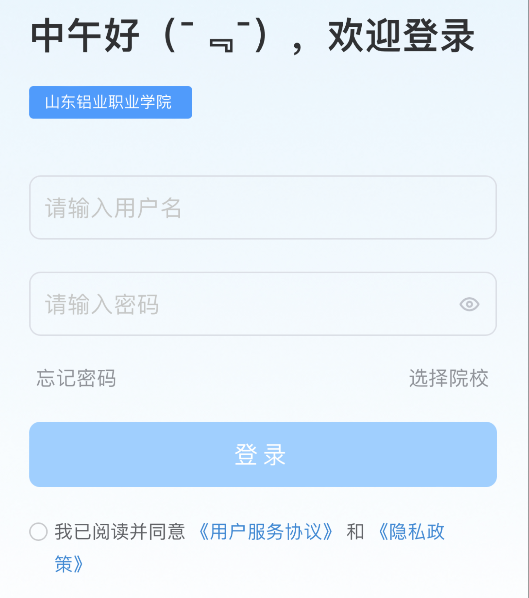 中午好（¯﹃¯），欢迎登录
山东铝业职业学院
请输入用户名
请输入密码
忘记密码 选择院校
登录
我已阅读并同意《用户服务协议》和《隐私政
策》